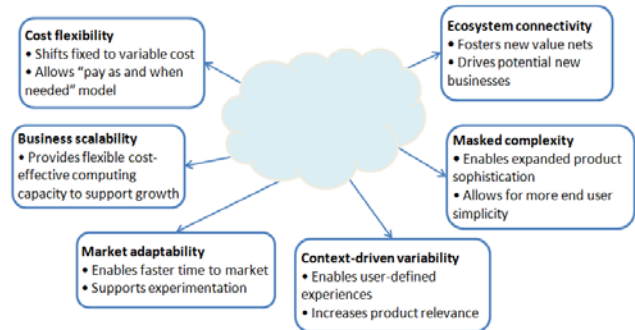 Cost flexibility
• Shifts fixed to variable cost
• Allows “pay as and when
needed” model
Ecosystem connectivity
• Fosters new value nets
• Drives potential new
businesses
Business scalability
• Provides flexible cost-
effective computing
capacity to support growth
Masked complexity
• Enables expanded product
sophistication
• Allows for more end user
simplicity
Market adaptability
• Enables faster time to market
• Supports experimentation
Context-driven variability
• Enables user-defined
experiences
• Increases product relevance